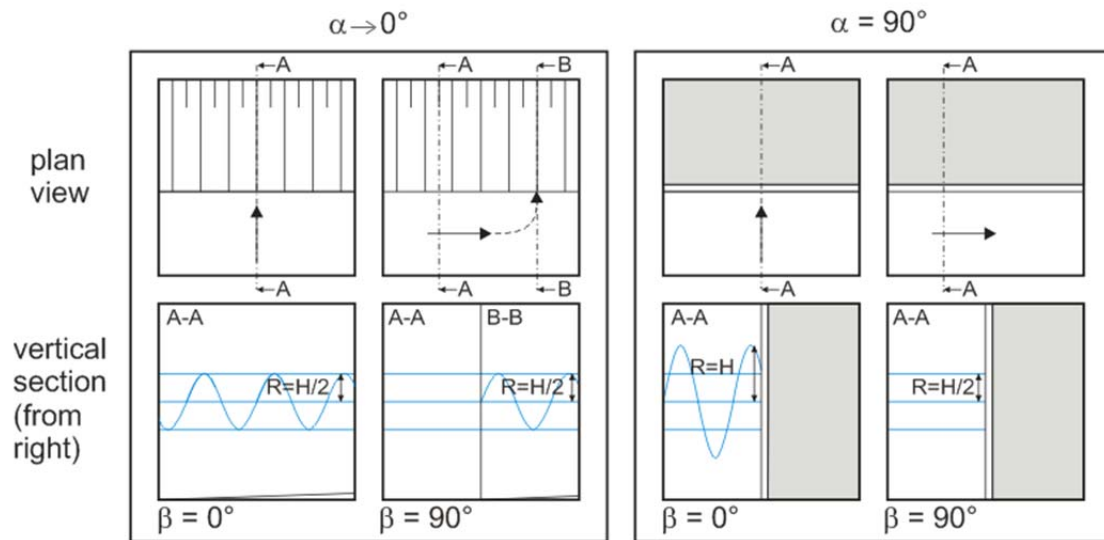 α→0°
α = 90°
←A
←A
←B
←A
←A
plan
view
←A
←A
←B
←A
←A
vertical
section
(from
right)
A-A
R=H/2
A-A
B-B
R=H/2
A-A
R=H
A-A
R=H/2
β = 0°
β = 90°
β = 0°
β = 90°